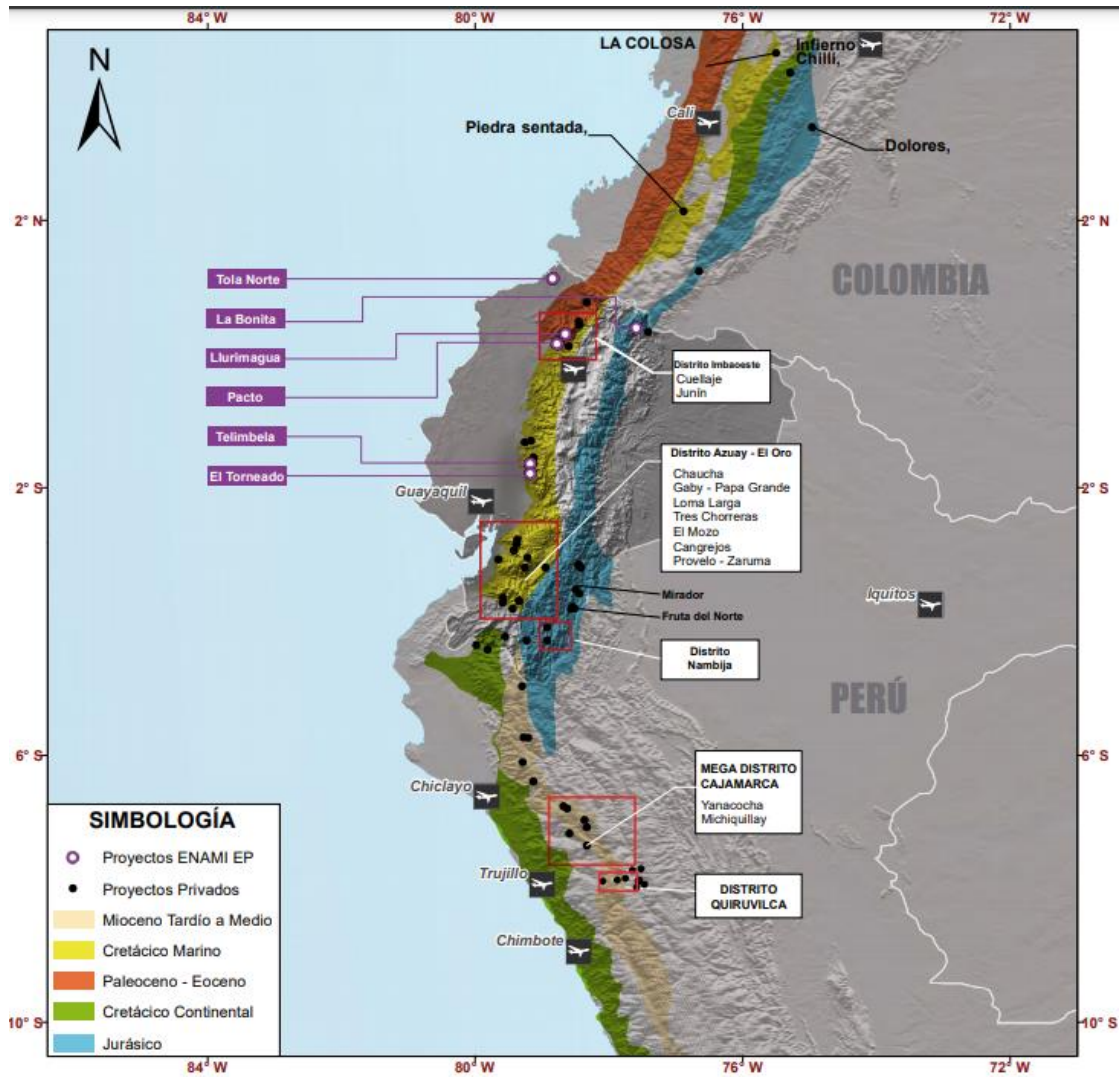 84° W
80° W
76° W
72° W
N
LA COLOSA
Infierno
Chilli,
Cali
Piedra sentada,
Dolores,
2° N
2° N
COLOMBIA
Tola Norte
La Bonita
Llurimagua
Pacto
Telimbela
El Torneado
Distrito Imbaoeste
Cuellaje
Junín
Distrito Azuay - El Oro
Chaucha
Gaby - Papa Grande
Loma Larga
Tres Chorreras
El Mozo
Cangrejos
Provelo - Zaruma
2° S
2° S
Guayaquil
Mirador
Fruta del Norte
Iquitos
Distrito
Nambija
PERÚ
6° S
6° S
Chiclayo
MEGA DISTRITO
CAJAMARCA
Yanacocha
Michiquillay
Trujillo
DISTRITO
QUIRUVILCA
Chimbote
SIMBOLOGÍA
Proyectos ENAMI EP
Proyectos Privados
Mioceno Tardío a Medio
Cretácico Marino
Paleoceno - Eoceno
Cretácico Continental
Jurásico
10° S
10° S
84° W
80° W
76° W
72° W